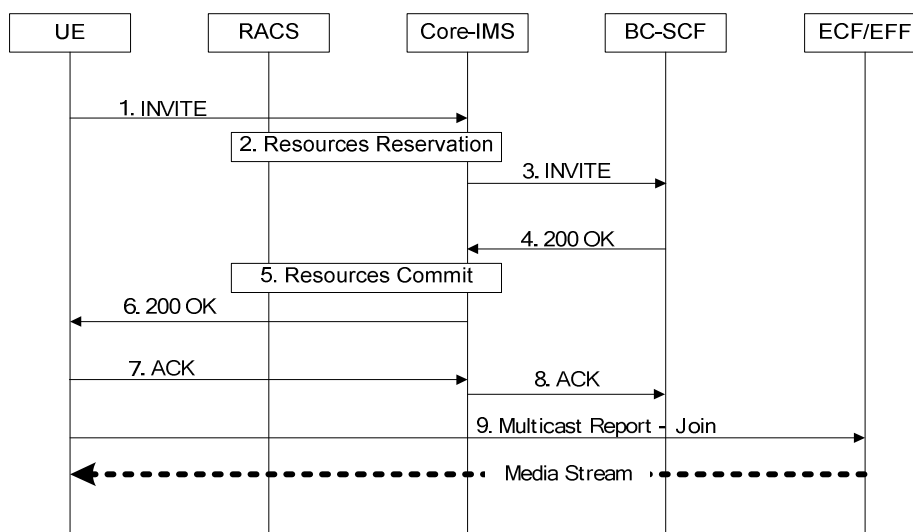 UE
RACS
Core-IMS
BC-SCF
ECF/EFF
1. INVITE
2. Resources Reservation
3. INVITE
4. 200 OK
5. Resources Commit
6. 200 OK
7. ACK
8. ACK
9. Multicast Report - Join
Media Stream